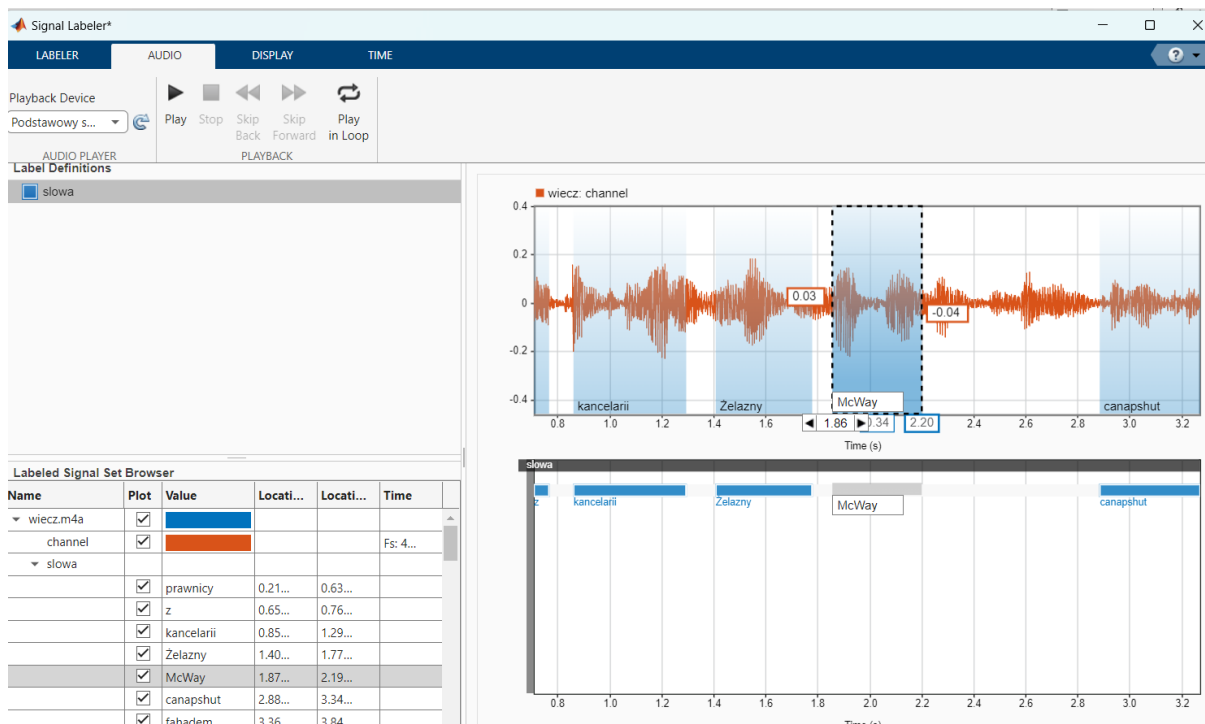 Signal Labeler*
LABELER AUDIO DISPLAY TIME
?
Playback Device
Podstawowy s...
Play Stop Skip Back Skip Forward Play in Loop
AUDIO PLAYER PLAYBACK
Label Definitions
slowa
wiecz: channel
0.4
0.2
0
-0.2
-0.4
0.03
-0.04
kancelarii Żelazny McWay canapshut
0.8 1.0 1.2 1.4 1.6 1.86 0.34 2.20 2.4 2.6 2.8 3.0 3.2
Time (s)
Labeled Signal Set Browser
Name Plot Value Locati... Locati... Time
wiecz.m4a
channel Fs: 4...
slowa
prawnicy 0.21... 0.63...
z 0.65... 0.76...
kancelarii 0.85... 1.29...
Żelazny 1.40... 1.77...
McWay 1.87... 2.19...
canapshut 2.88... 3.34...
fahadem 3.36... 3.84...
slowa
z kancelarii Żelazny McWay canapshut
0.8 1.0 1.2 1.4 1.6 1.8 2.0 2.2 2.4 2.6 2.8 3.0 3.2
Time (s)